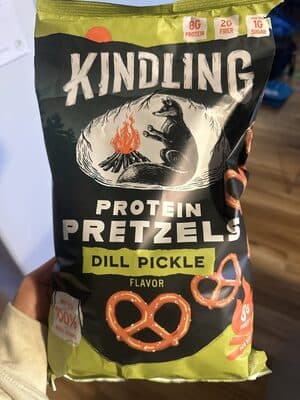 8G
PROTEIN
2G
FIBER
1G
SUGAR
KINDLING
PROTEIN
PRETZELS
DILL PICKLE
FLAVOR
100%